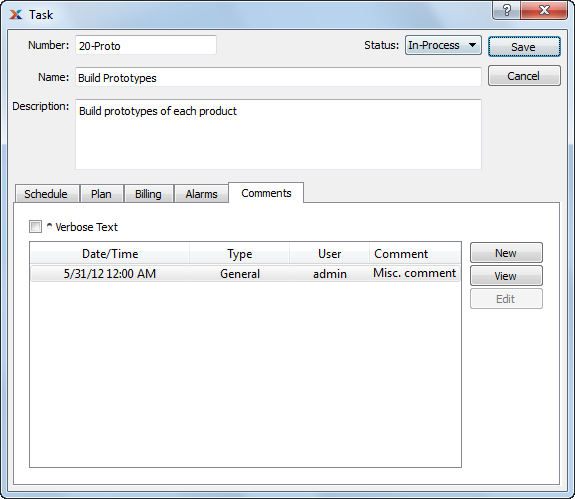 Task
Number: 20-Proto Status: In-Process Save
Name: Build Prototypes Cancel
Description: Build prototypes of each product
Schedule Plan Billing Alarms Comments
^ Verbose Text
Date/Time Type User Comment New
5/31/12 12:00 AM General admin Misc. comment View
Edit